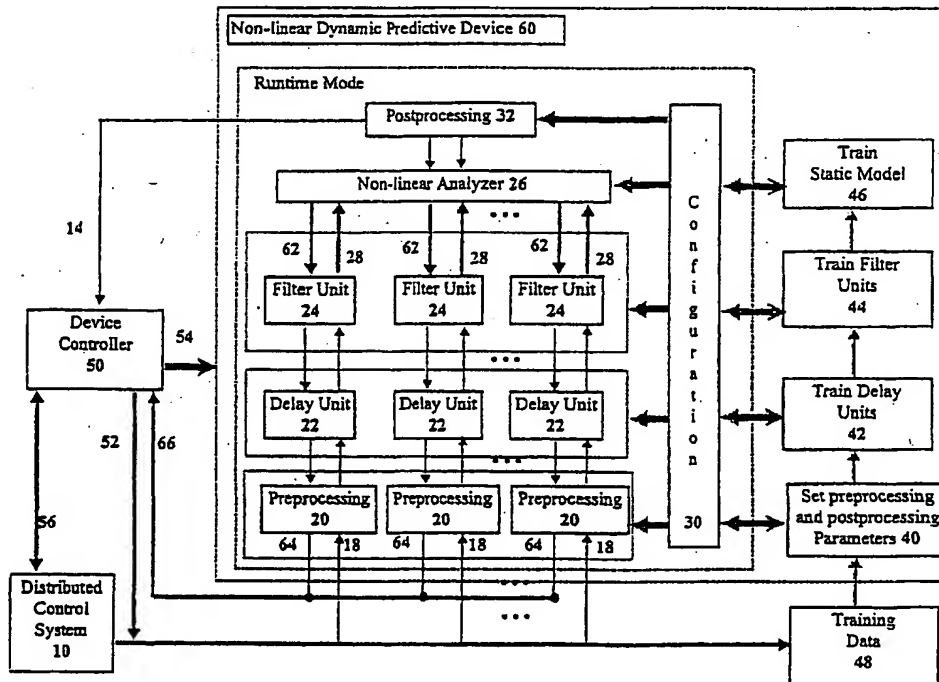 Non-linear Dynamic Predictive Device 60
Runtime Mode
Postprocessing 32
Non-linear Analyzer 26
Train
Static Model
46
14
62
28
62
28
62
28
Filter Unit
24
Filter Unit
24
Filter Unit
24
Train Filter
Units
44
Device
Controller
50
54
Configuration
Delay Unit
22
Delay Unit
22
Delay Unit
22
Train Delay
Units
42
52
66
Preprocessing
20
Preprocessing
20
Preprocessing
20
30
Set preprocessing
and postprocessing
Parameters 40
56
64
18
64
18
64
18
Distributed
Control
System
10
Training
Data
48